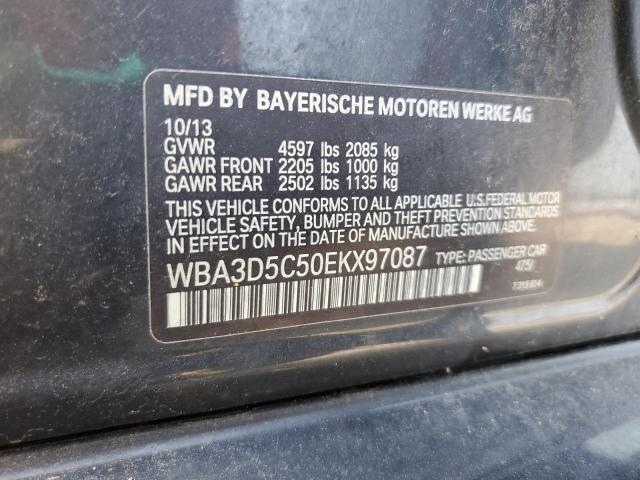 MFD BY BAYERISCHE MOTOREN WERKE AG
10/13
GVWR 4597 lbs 2085 kg
GAWR FRONT 2205 lbs 1000 kg
GAWR REAR 2502 lbs 1135 kg
THIS VEHICLE CONFORMS TO ALL APPLICABLE U.S.FEDERAL MOTOR
VEHICLE SAFETY, BUMPER AND THEFT PREVENTION STANDARDS
IN EFFECT ON THE DATE OF MANUFACTURE SHOWN ABOVE.
WBA3D5C50EKX97087 TYPE: PASSENGER CAR
475/
7315814